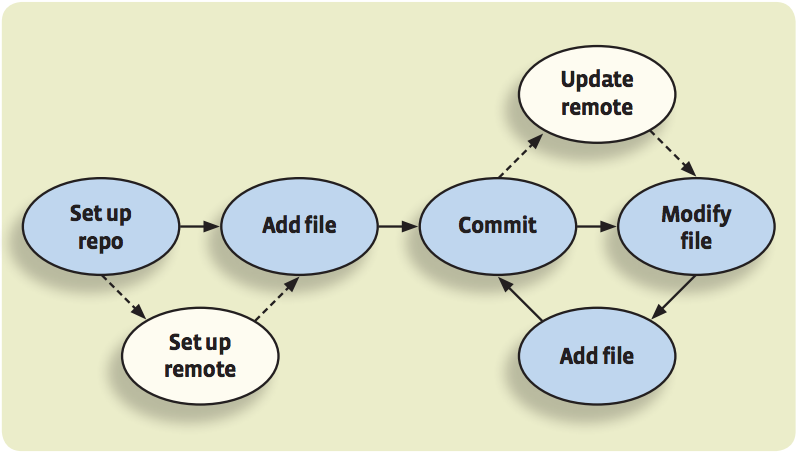 Update
remote
Set up
repo
Add file
Commit
Modify
file
Set up
remote
Add file